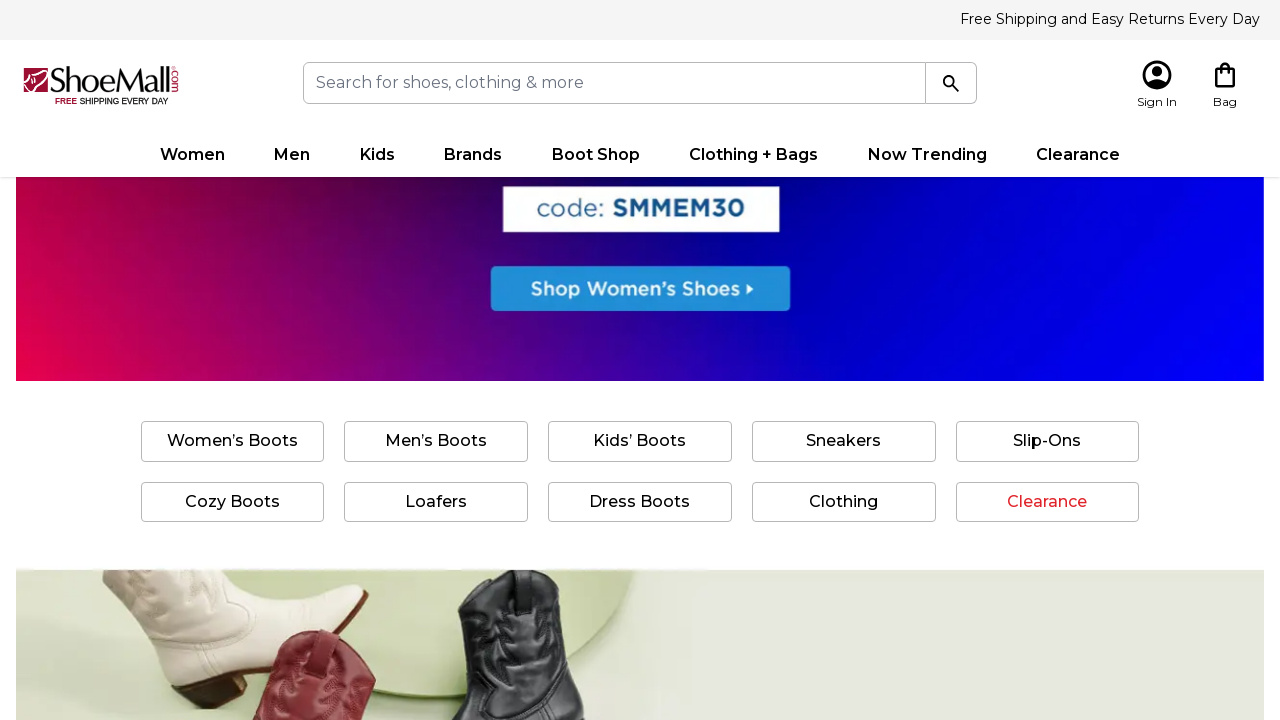 Free Shipping and Easy Returns Every Day
ShoeMall.com
FREE SHIPPING EVERY DAY
Search for shoes, clothing & more
Sign In
Bag
Women
Men
Kids
Brands
Boot Shop
Clothing + Bags
Now Trending
Clearance
code: SMMEM30
Shop Women's Shoes
Women's Boots
Men's Boots
Kids' Boots
Sneakers
Slip-Ons
Cozy Boots
Loafers
Dress Boots
Clothing
Clearance